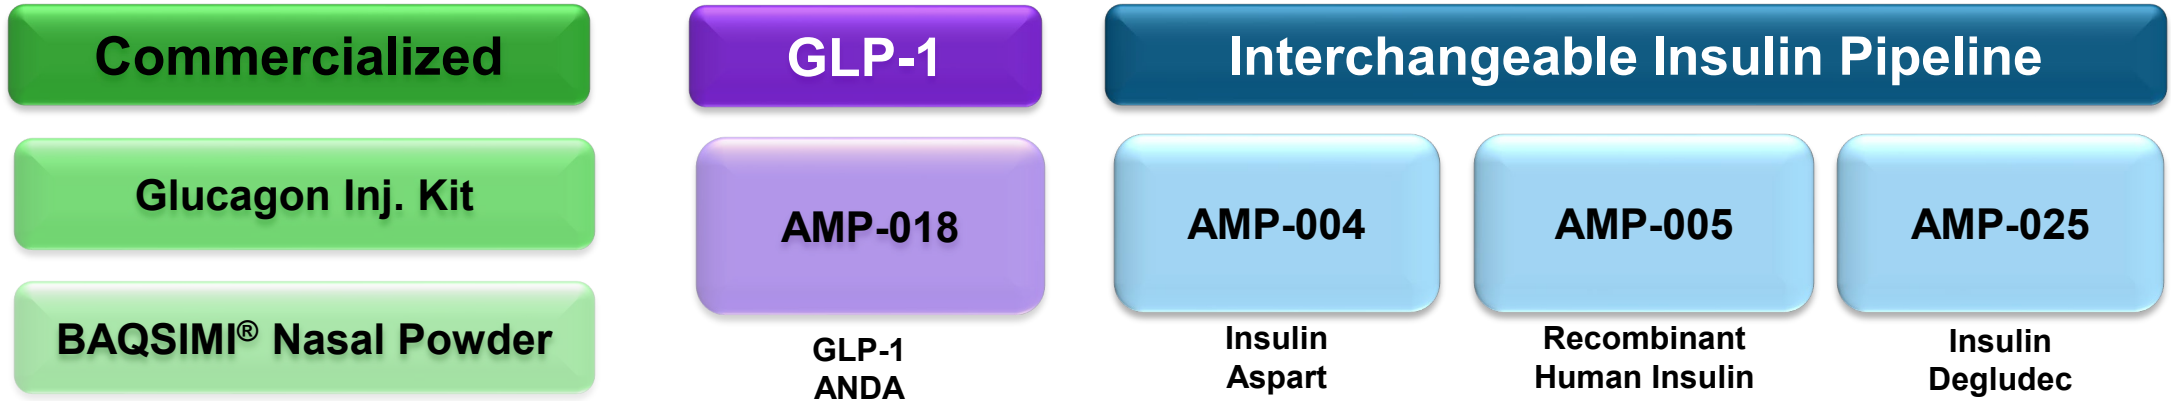 Commercialized
Glucagon Inj. Kit
BAQSIMI® Nasal Powder
GLP-1
AMP-018
GLP-1
ANDA
Interchangeable Insulin Pipeline
AMP-004
Insulin
Aspart
AMP-005
Recombinant
Human Insulin
AMP-025
Insulin
Degludec